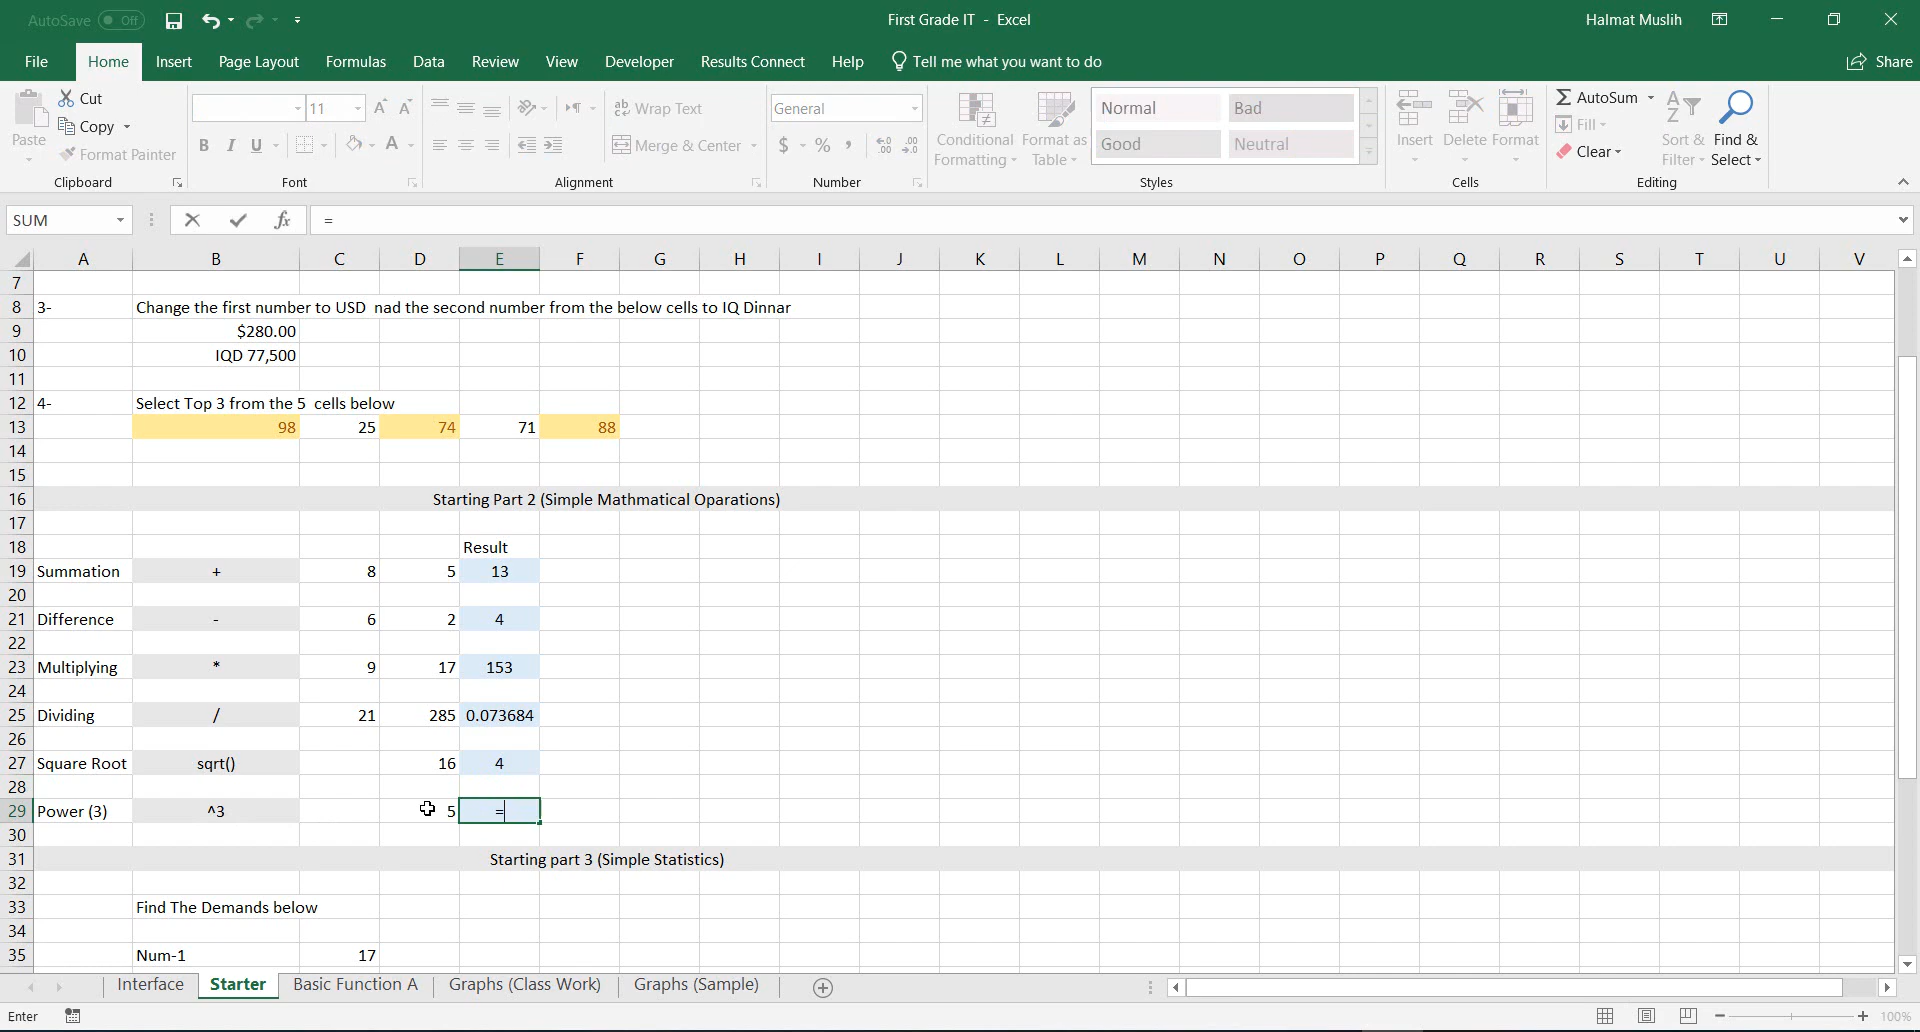 AutoSave Off First Grade IT - Excel Halmat Muslih
File Home Insert Page Layout Formulas Data Review View Developer Results Connect Help Tell me what you want to do Share
Paste Cut Copy Format Painter Clipboard
11 A A B I U A Font
ab Wrap Text Merge & Center Alignment
General $ % , .00 Number
Conditional Formatting Format as Table Normal Bad Good Neutral Styles
Insert Delete Format Cells
AutoSum Fill Clear Sort & Filter Find & Select Editing
SUM fx =
A B C D E F G H I J K L M N O P Q R S T U V
7
8 3- Change the first number to USD nad the second number from the below cells to IQ Dinnar
9 $280.00
10 IQD 77,500
11
12 4- Select Top 3 from the 5 cells below
13 98 25 74 71 88
14
15
16 Starting Part 2 (Simple Mathmatical Oparations)
17
18 Result
19 Summation + 8 5 13
20
21 Difference - 6 2 4
22
23 Multiplying * 9 17 153
24
25 Dividing / 21 285 0.073684
26
27 Square Root sqrt() 16 4
28
29 Power (3) ^3 5 =
30
31 Starting part 3 (Simple Statistics)
32
33 Find The Demands below
34
35 Num-1 17
Interface Starter Basic Function A Graphs (Class Work) Graphs (Sample)
Enter 100%